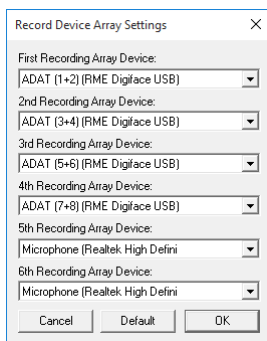 Record Device Array Settings
First Recording Array Device:
ADAT (1+2) (RME Digiface USB)
2nd Recording Array Device:
ADAT (3+4) (RME Digiface USB)
3rd Recording Array Device:
ADAT (5+6) (RME Digiface USB)
4th Recording Array Device:
ADAT (7+8) (RME Digiface USB)
5th Recording Array Device:
Microphone (Realtek High Defini
6th Recording Array Device:
Microphone (Realtek High Defini
Cancel Default OK